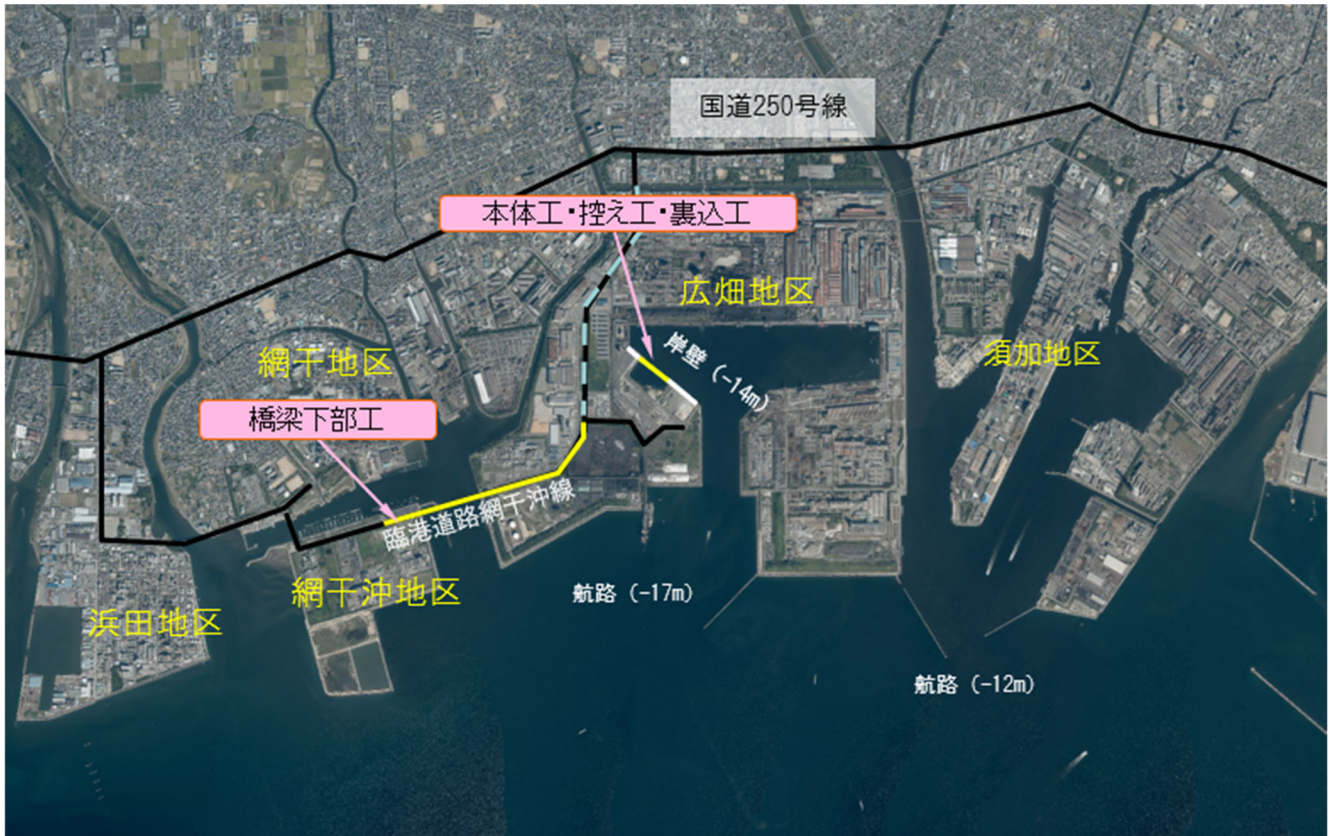 国道250号線
本体工・控え工・裏込工
広畑地区
岸壁（-14m）
須加地区
網干地区
橋梁下部工
臨港道路網干沖線
網干沖地区
航路（-17m）
浜田地区
航路（-12m）